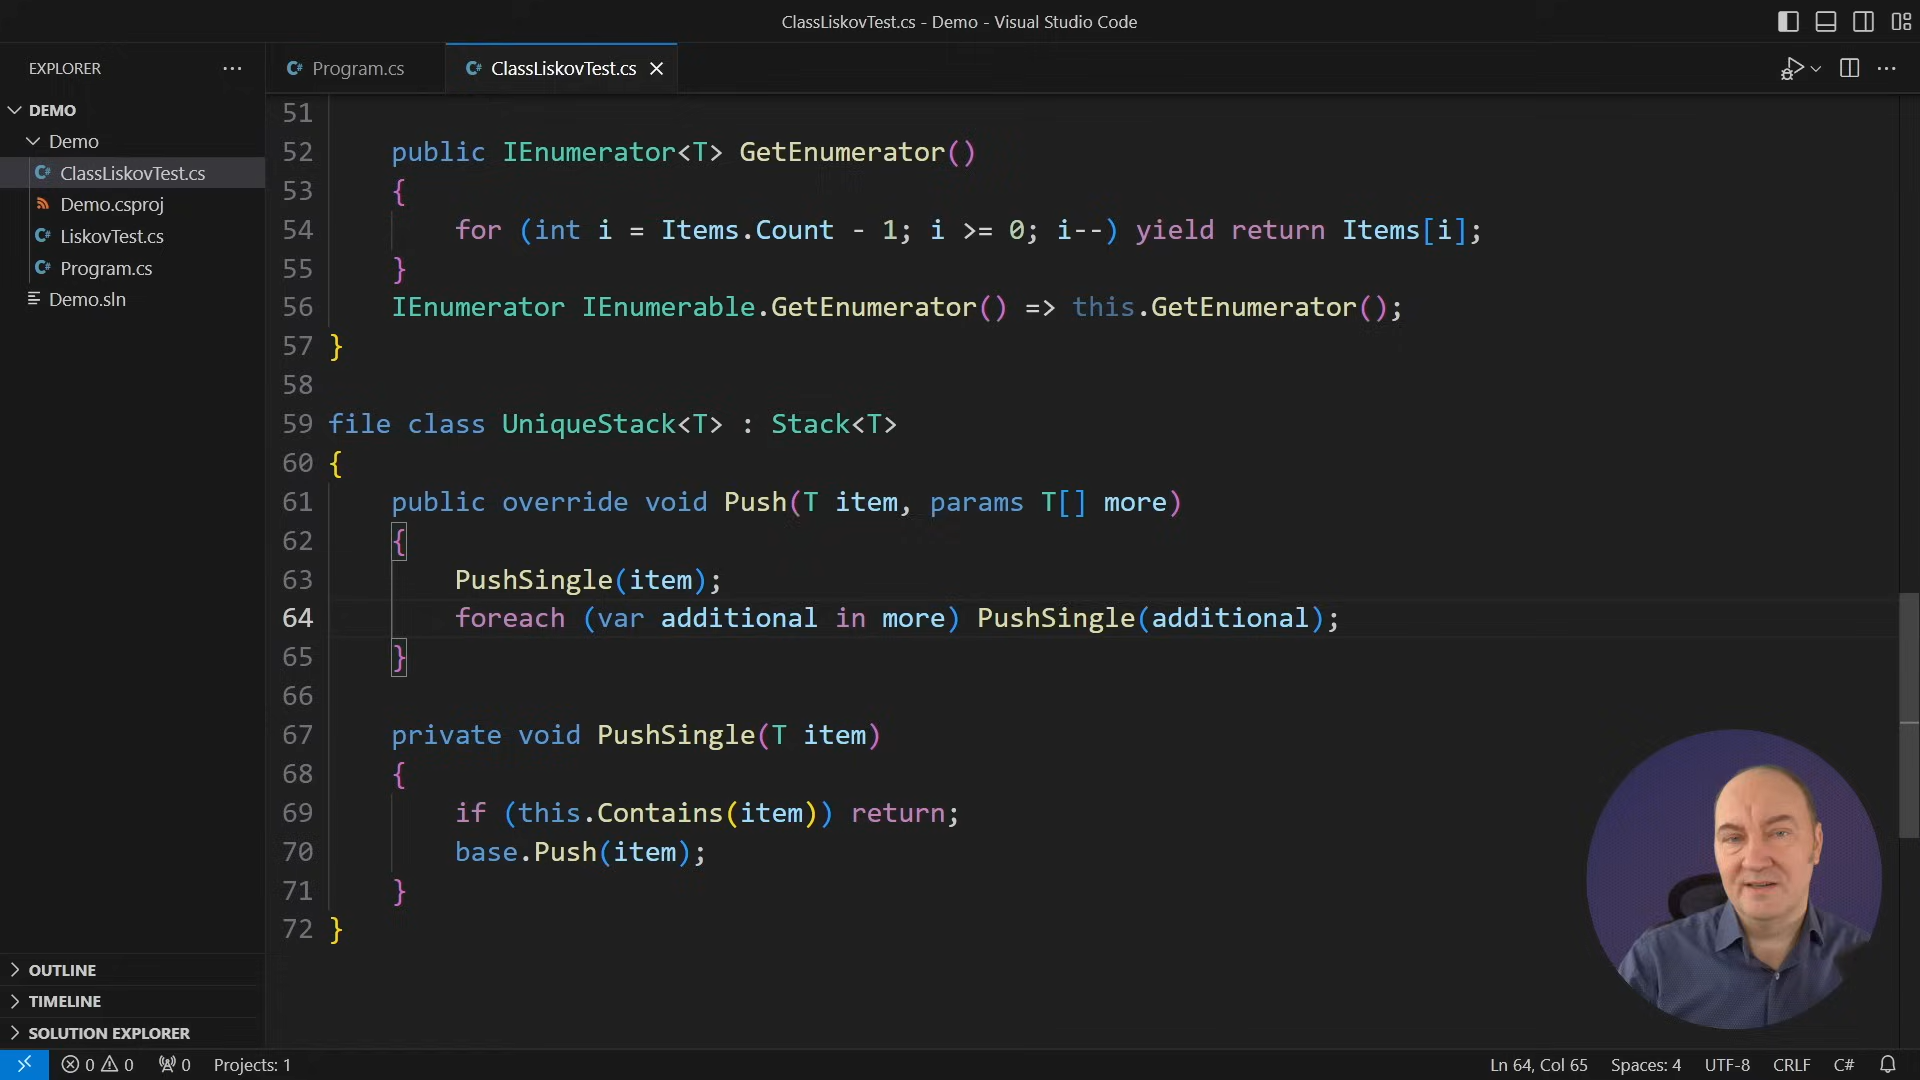 ClassLiskovTest.cs - Demo - Visual Studio Code
EXPLORER
Program.cs
ClassLiskovTest.cs
DEMO
Demo
ClassLiskovTest.cs
Demo.csproj
LiskovTest.cs
Program.cs
Demo.sln
51
52 public IEnumerator<T> GetEnumerator()
53 {
54 for (int i = Items.Count - 1; i >= 0; i--) yield return Items[i];
55 }
56 IEnumerator IEnumerable.GetEnumerator() => this.GetEnumerator();
57 }
58
59 file class UniqueStack<T> : Stack<T>
60 {
61 public override void Push(T item, params T[] more)
62 {
63 PushSingle(item);
64 foreach (var additional in more) PushSingle(additional);
65 }
66
67 private void PushSingle(T item)
68 {
69 if (this.Contains(item)) return;
70 base.Push(item);
71 }
72 }
OUTLINE
TIMELINE
SOLUTION EXPLORER
0 0 0 Projects: 1
Ln 64, Col 65 Spaces: 4 UTF-8 CRLF C#